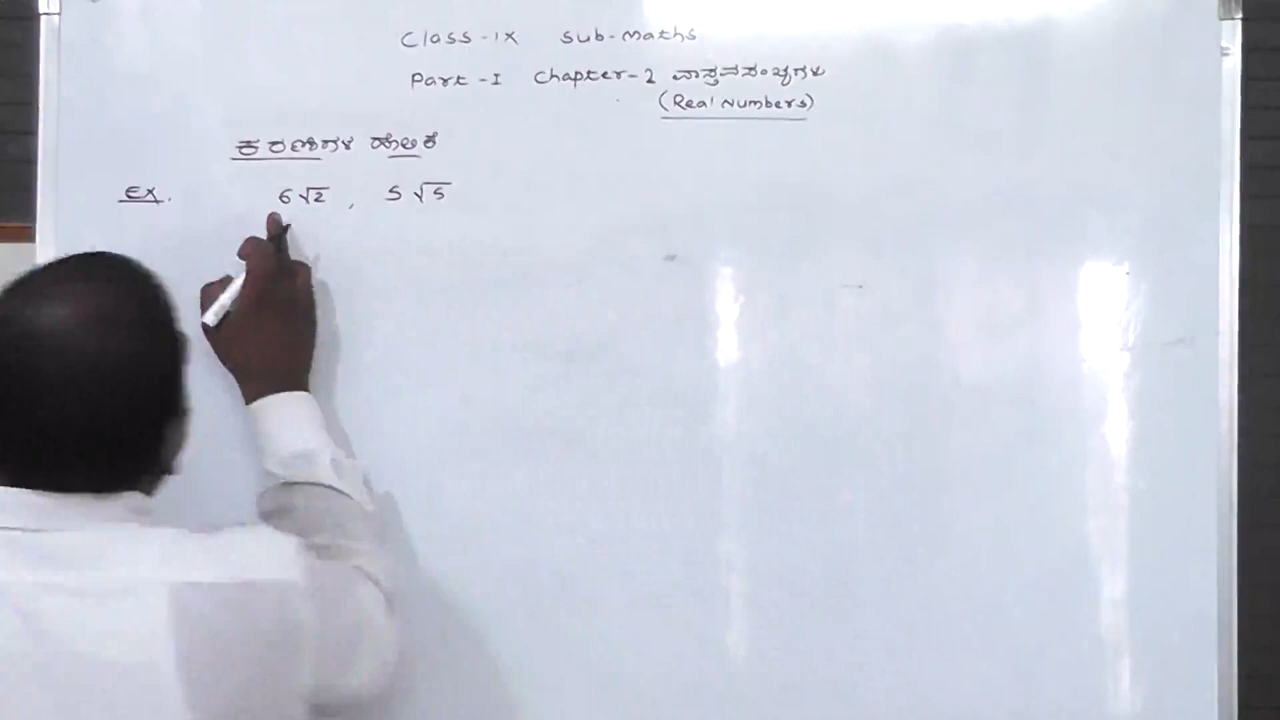 Class-IX Sub-Maths
Part-I Chapter-2 ವಾಸ್ತವಸಂಖ್ಯೆಗಳು
(Real Numbers)
ಕರಣಿಗಳ ಹೋಲಿಕೆ
Ex. 6√2 , 5√5